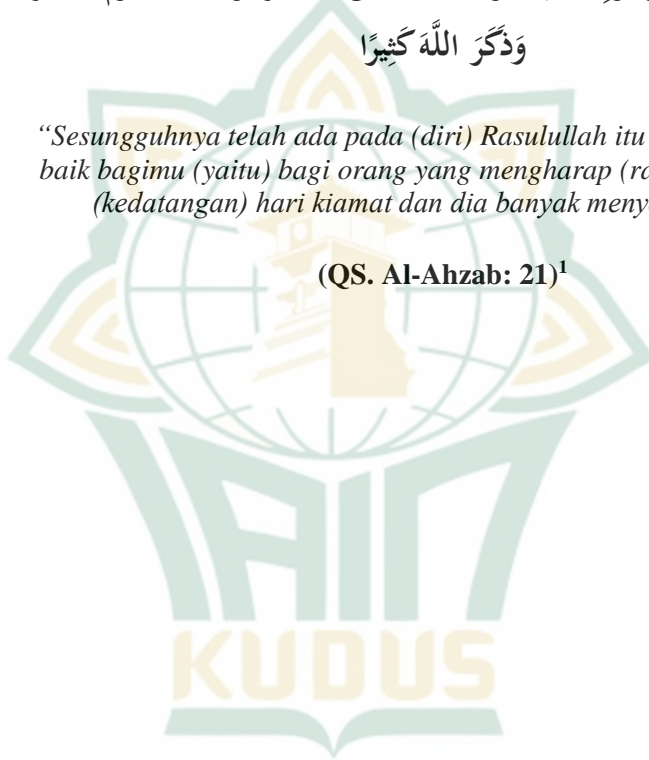 وَذَكَرَ اللَّهَ كَثِيرًا
“Sesungguhnya telah ada pada (diri) Rasulullah itu
baik bagimu (yaitu) bagi orang yang mengharap
(kedatangan) hari kiamat dan dia banyak
(QS. Al-Ahzab: 21)¹
IAIN
KUDUS